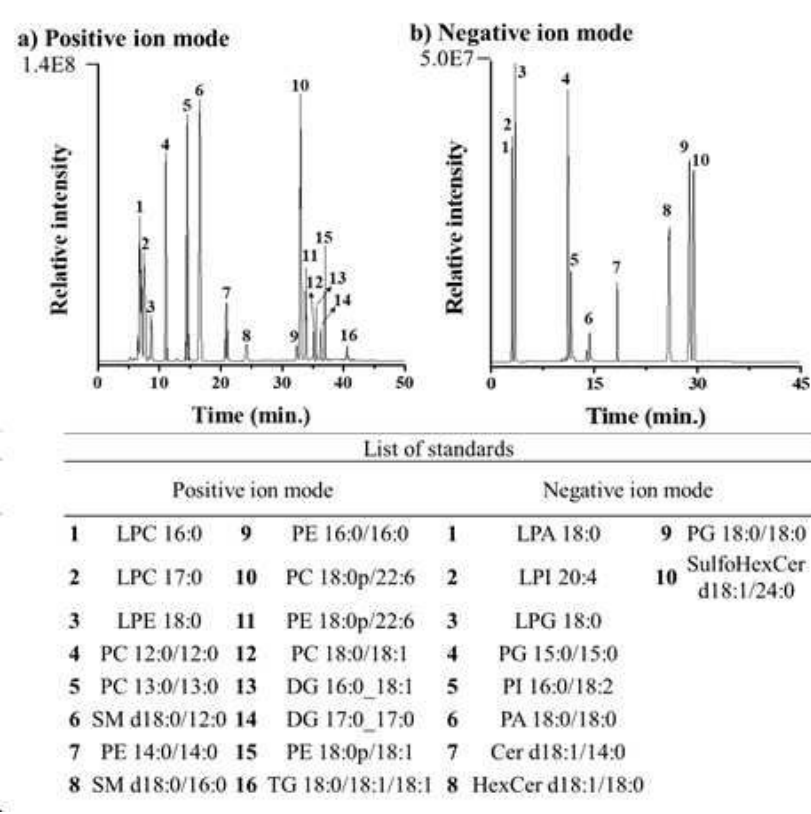 a) Positive ion mode
1.4E8
Relative intensity
1
2
3
4
5
6
7
8
9
10
11
12
13
14
15
16
0 10 20 30 40 50
Time (min.)
b) Negative ion mode
5.0E7
Relative intensity
1
2
3
4
5
6
7
8
9
10
0 15 30 45
Time (min.)
List of standards
Positive ion mode Negative ion mode
1 LPC 16:0 9 PE 16:0/16:0 1 LPA 18:0 9 PG 18:0/18:0
2 LPC 17:0 10 PC 18:0p/22:6 2 LPI 20:4 10 SulfoHexCer
d18:1/24:0
3 LPE 18:0 11 PE 18:0p/22:6 3 LPG 18:0
4 PC 12:0/12:0 12 PC 18:0/18:1 4 PG 15:0/15:0
5 PC 13:0/13:0 13 DG 16:0_18:1 5 PI 16:0/18:2
6 SM d18:0/12:0 14 DG 17:0_17:0 6 PA 18:0/18:0
7 PE 14:0/14:0 15 PE 18:0p/18:1 7 Cer d18:1/14:0
8 SM d18:0/16:0 16 TG 18:0/18:1/18:1 8 HexCer d18:1/18:0